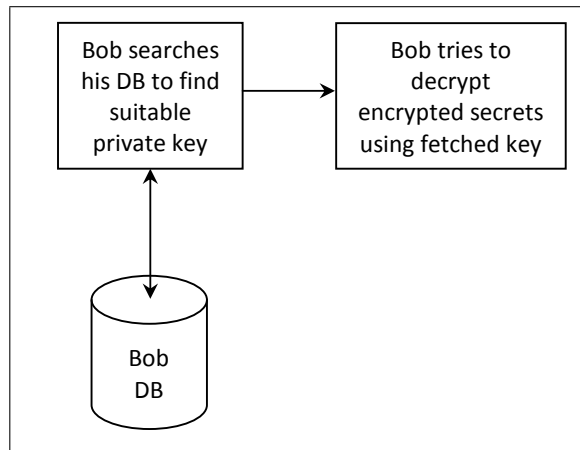 Bob searches
his DB to find
suitable
private key
Bob tries to
decrypt
encrypted secrets
using fetched key
Bob
DB